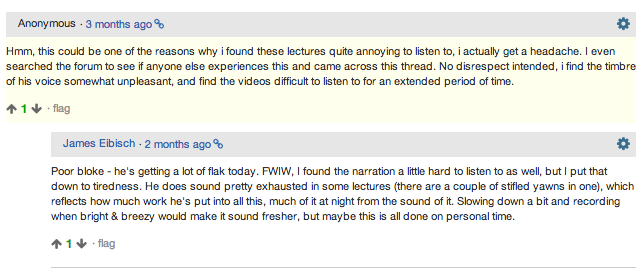 Anonymous · 3 months ago
Hmm, this could be one of the reasons why i found these lectures quite annoying to listen to, i actually get a headache. I even
searched the forum to see if anyone else experiences this and came across this thread. No disrespect intended, i find the timbre
of his voice somewhat unpleasant, and find the videos difficult to listen to for an extended period of time.
1 · flag
James Eibisch · 2 months ago
Poor bloke - he's getting a lot of flak today. FWIW, I found the narration a little hard to listen to as well, but I put that
down to tiredness. He does sound pretty exhausted in some lectures (there are a couple of stifled yawns in one), which
reflects how much work he's put into all this, much of it at night from the sound of it. Slowing down a bit and recording
when bright & breezy would make it sound fresher, but maybe this is all done on personal time.
1 · flag